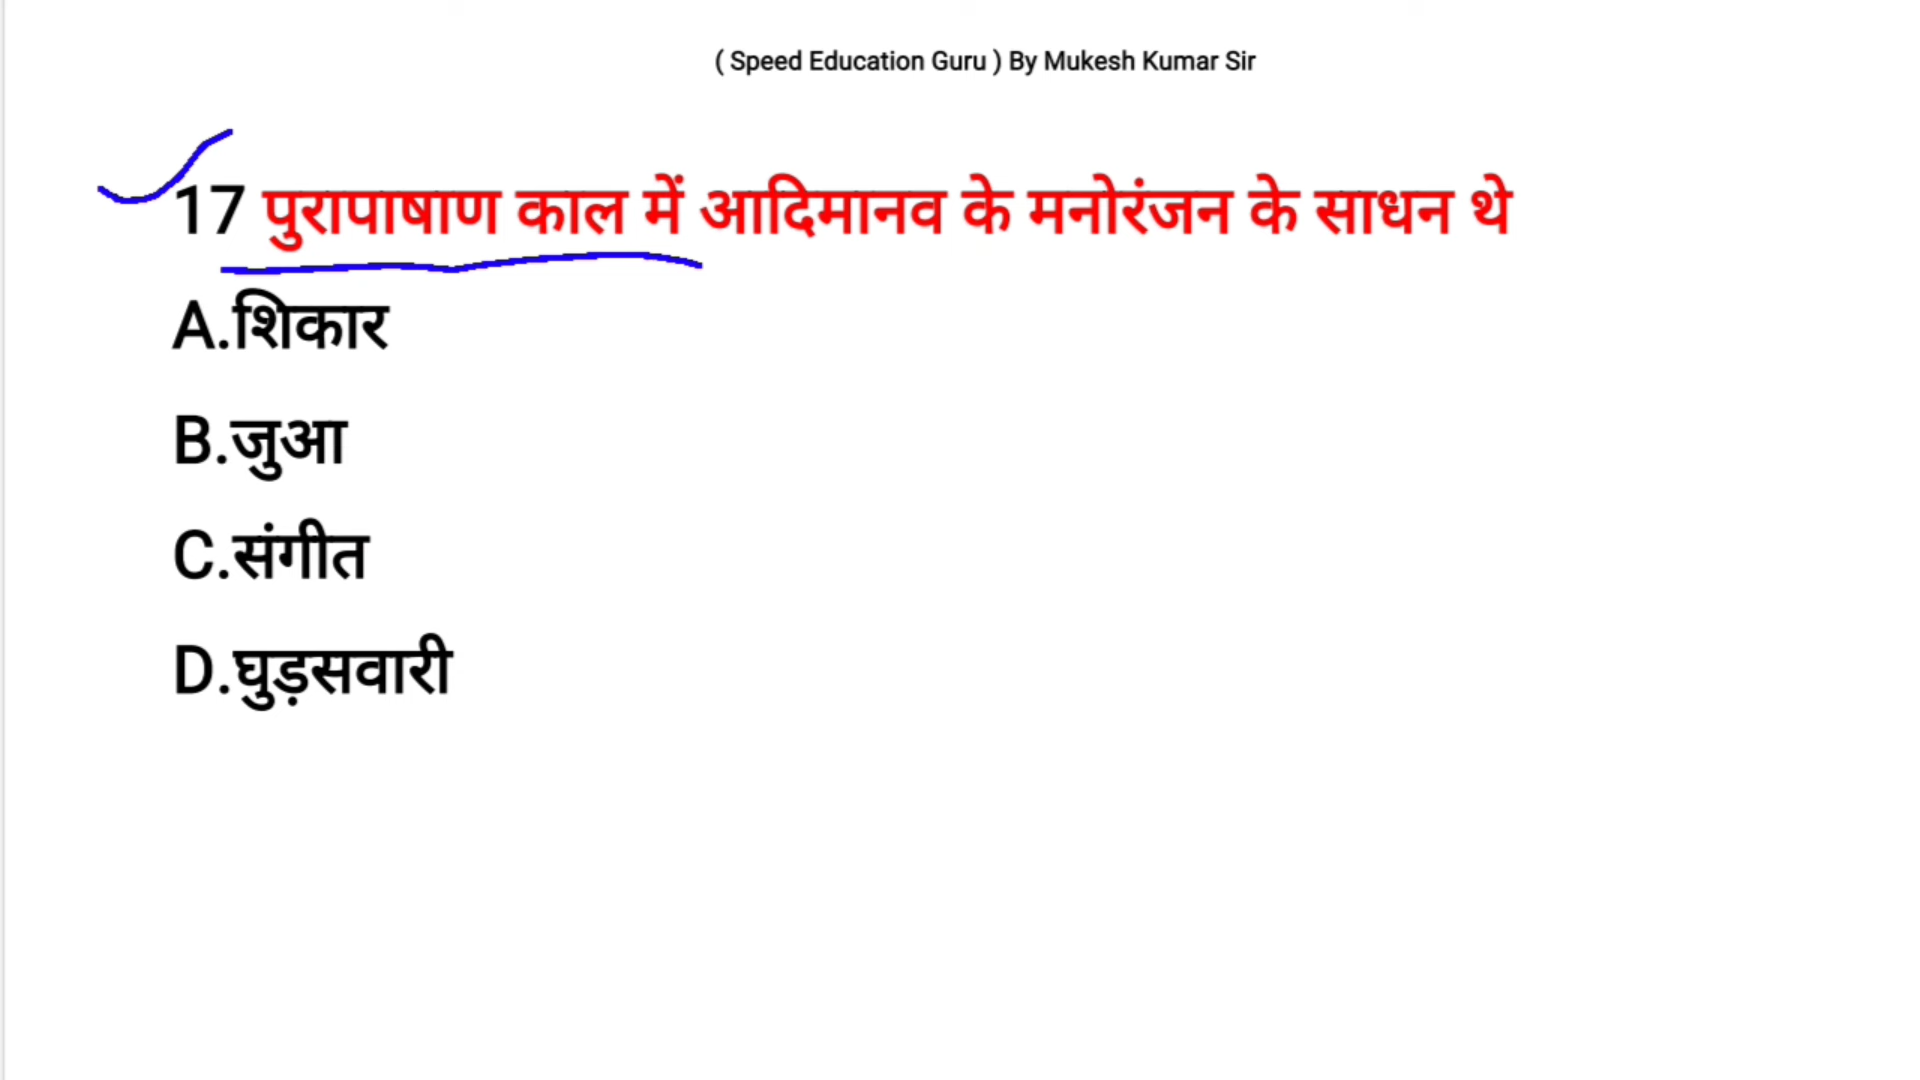 ( Speed Education Guru ) By Mukesh Kumar Sir
17 पुरापाषाण काल में आदिमानव के मनोरंजन के साधन थे
A.शिकार
B.जुआ
C.संगीत
D.घुड़सवारी